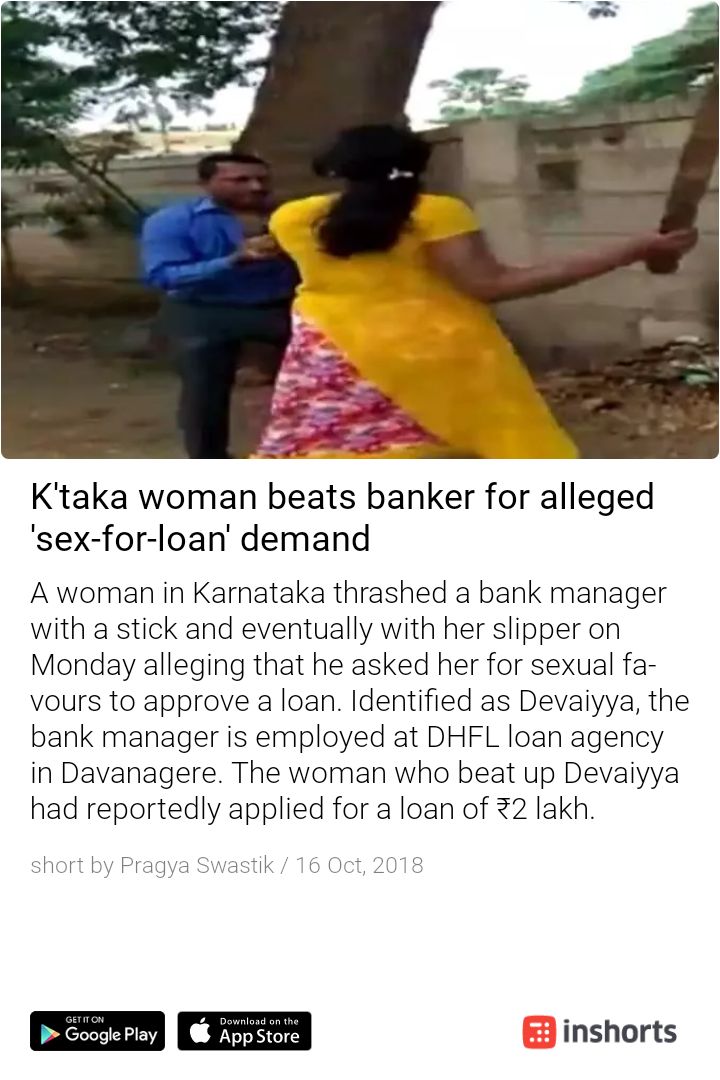 K'taka woman beats banker for alleged
'sex-for-loan' demand
A woman in Karnataka thrashed a bank manager
with a stick and eventually with her slipper on
Monday alleging that he asked her for sexual fa-
vours to approve a loan. Identified as Devaiyya, the
bank manager is employed at DHFL loan agency
in Davanagere. The woman who beat up Devaiyya
had reportedly applied for a loan of ₹2 lakh.
short by Pragya Swastik / 16 Oct, 2018
GET IT ON
Google Play
Download on the
App Store
inshorts